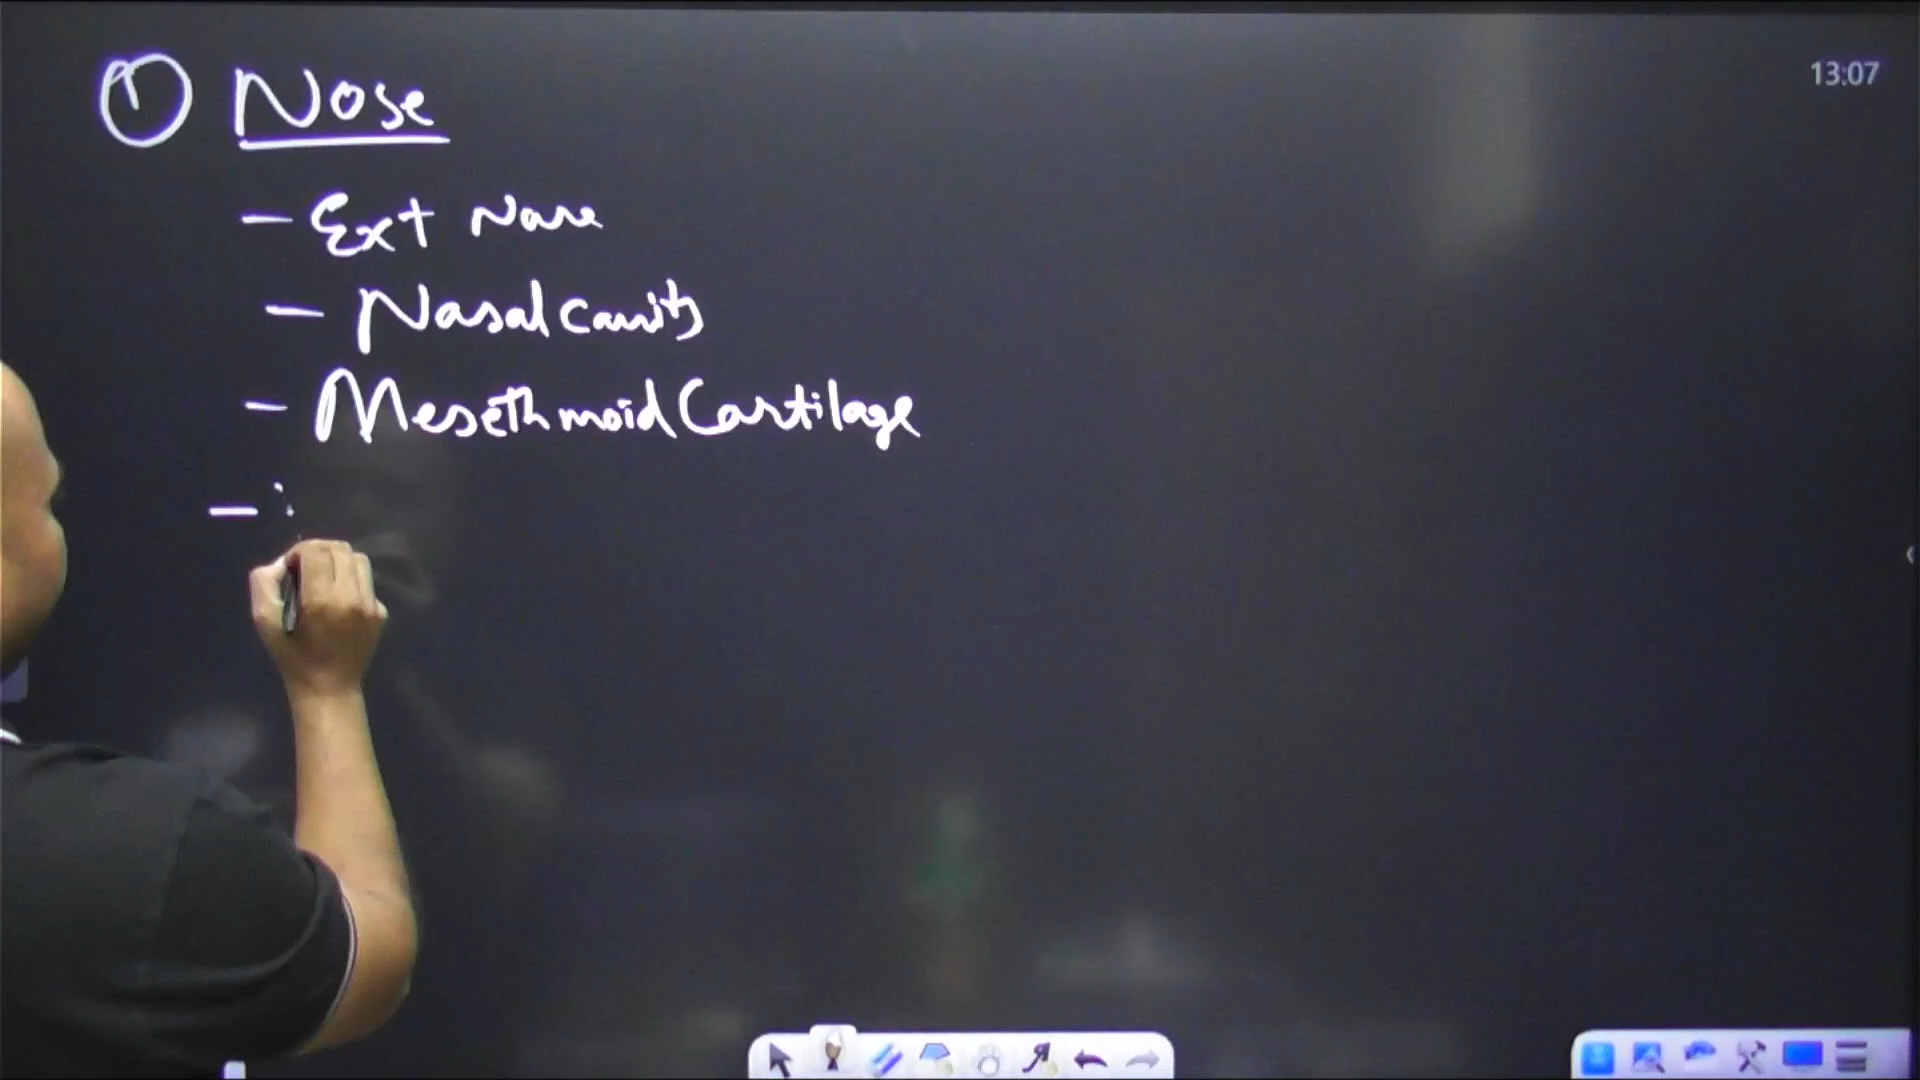 ① Nose
13:07
- Ext Nare
- Nasal cavity
- Mesethmoid Cartilage
-